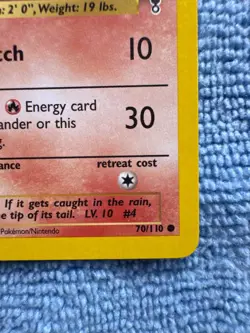 : 2' 0", Weight: 19 lbs.
tch 10
Energy card
ander or this 30
ance retreat cost
If it gets caught in the rain,
e tip of its tail. LV. 10 #4
Pokémon/Nintendo 70/110